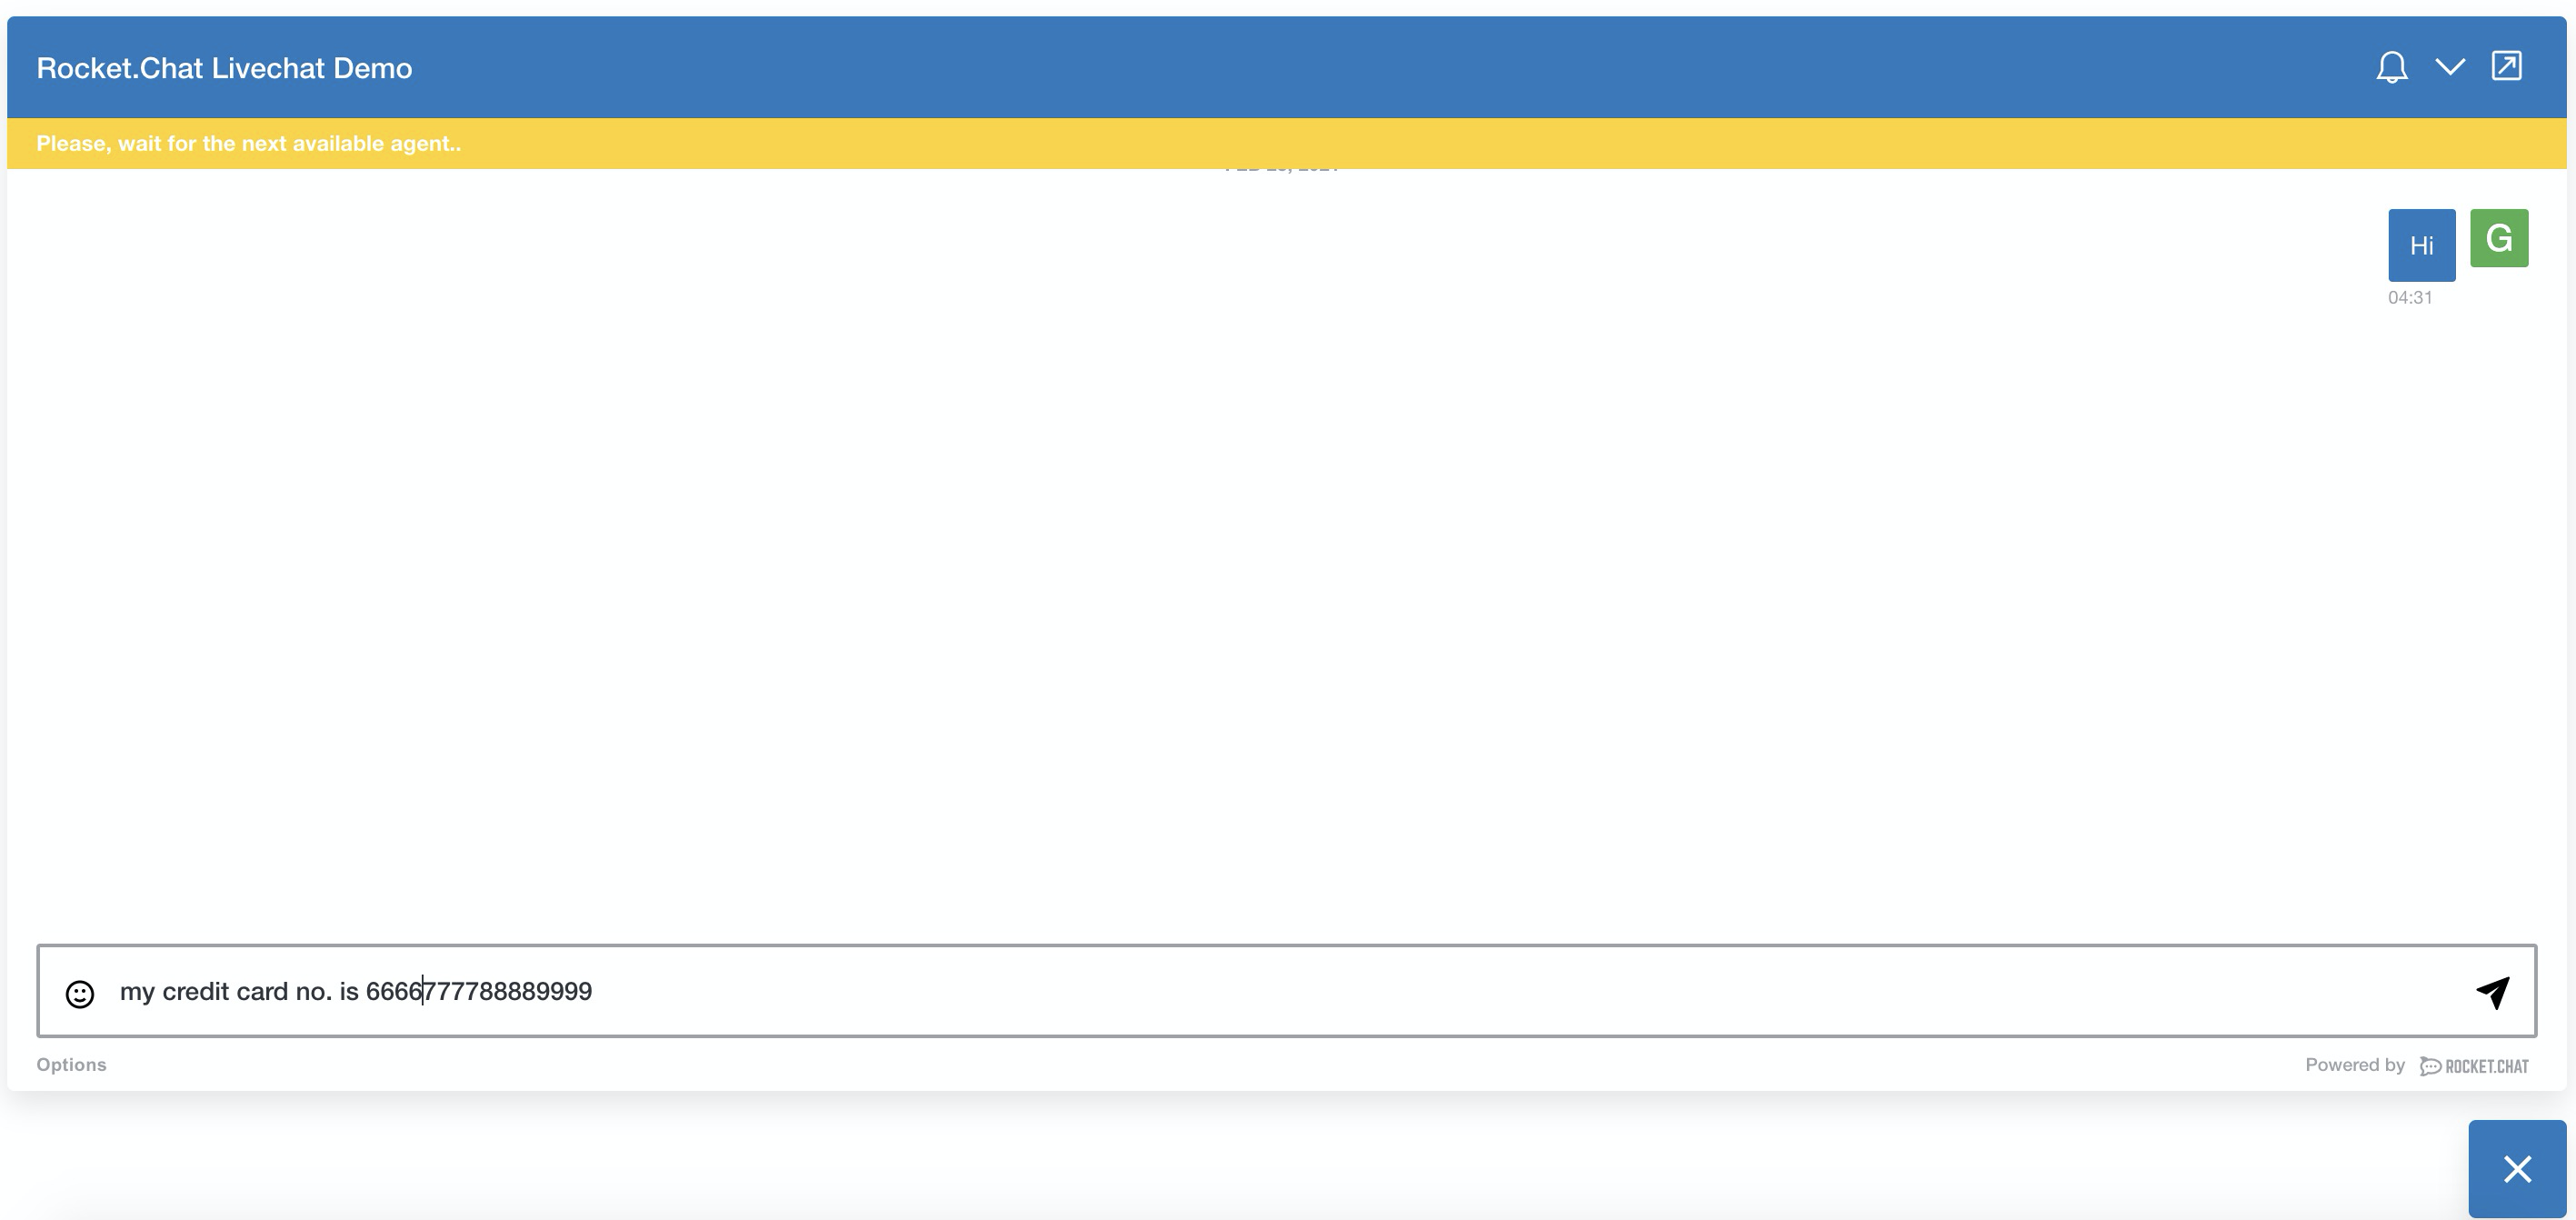 Rocket.Chat Livechat Demo
Please, wait for the next available agent..
Hi
G
04:31
my credit card no. is 6666777788889999
Options
Powered by ROCKET.CHAT